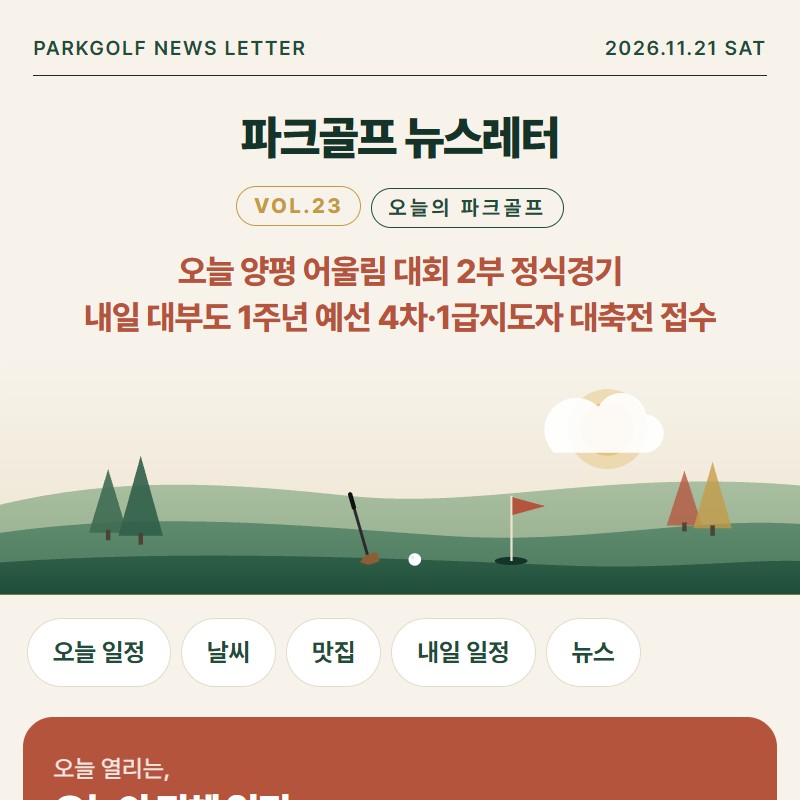 PARKGOLF NEWS LETTER 2026.11.21 SAT
파크골프 뉴스레터
VOL.23 오늘의 파크골프
오늘 양평 어울림 대회 2부 정식경기
내일 대부도 1주년 예선 4차·1급지도자 대축전 접수
오늘 일정 날씨 맛집 내일 일정 뉴스
오늘 열리는,